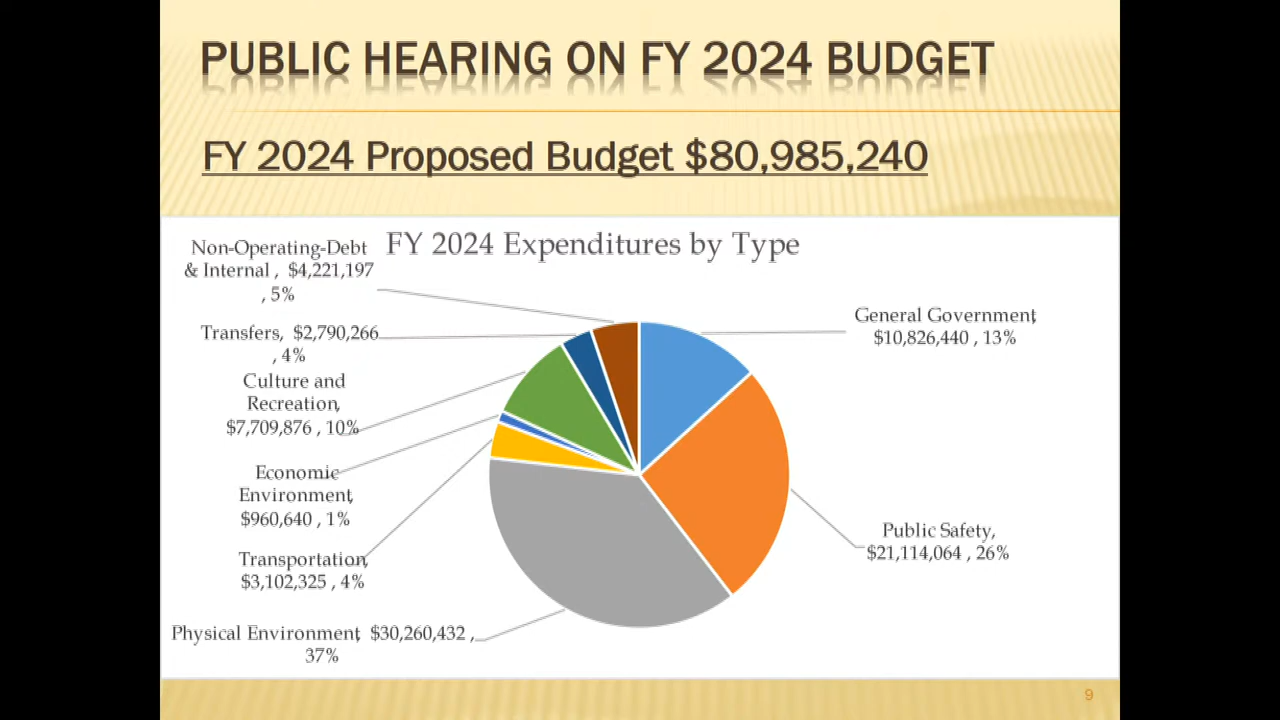 PUBLIC HEARING ON FY 2024 BUDGET
FY 2024 Proposed Budget $80,985,240
FY 2024 Expenditures by Type
Non-Operating-Debt
& Internal , $4,221,197
, 5%
Transfers, $2,790,266
, 4%
Culture and
Recreation,
$7,709,876 , 10%
Economic
Environment,
$960,640 , 1%
Transportation,
$3,102,325 , 4%
Physical Environment, $30,260,432 ,
37%
General Government,
$10,826,440 , 13%
Public Safety,
$21,114,064 , 26%
9